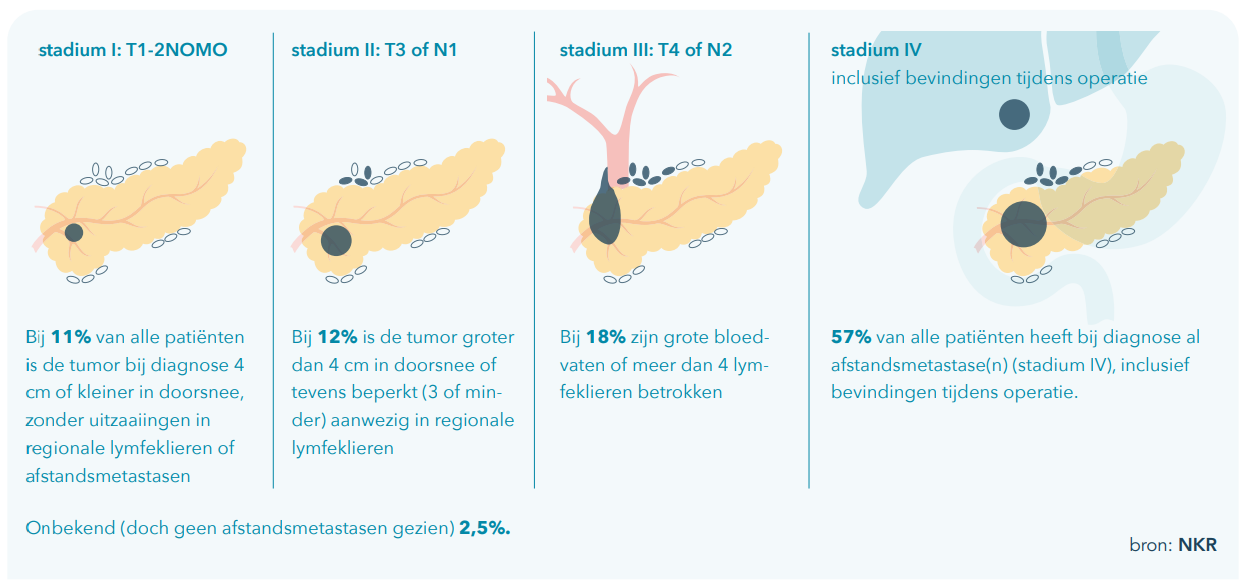 stadium I: T1-2NOMO
Bij 11% van alle patiënten
is de tumor bij diagnose 4
cm of kleiner in doorsnee,
zonder uitzaaiingen in
regionale lymfeklieren of
afstandsmetastasen
stadium II: T3 of N1
Bij 12% is de tumor groter
dan 4 cm in doorsnee of
tevens beperkt (3 of min-
der) aanwezig in regionale
lymfeklieren
stadium III: T4 of N2
Bij 18% zijn grote bloed-
vaten of meer dan 4 lym-
feklieren betrokken
stadium IV
inclusief bevindingen tijdens operatie
57% van alle patiënten heeft bij diagnose al
afstandsmetastase(n) (stadium IV), inclusief
bevindingen tijdens operatie.
Onbekend (doch geen afstandsmetastasen gezien) 2,5%.
bron: NKR